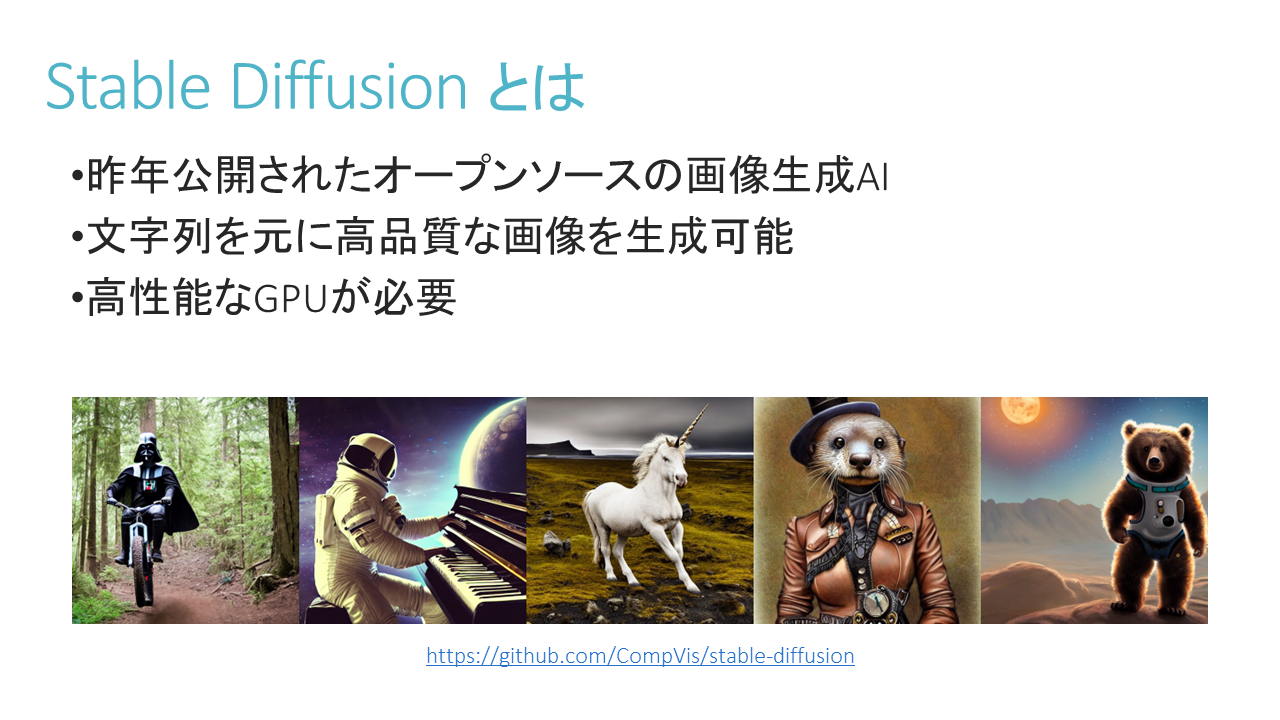 Stable Diffusion とは
•昨年公開されたオープンソースの画像生成AI
•文字列を元に高品質な画像を生成可能
•高性能なGPUが必要
https://github.com/CompVis/stable-diffusion